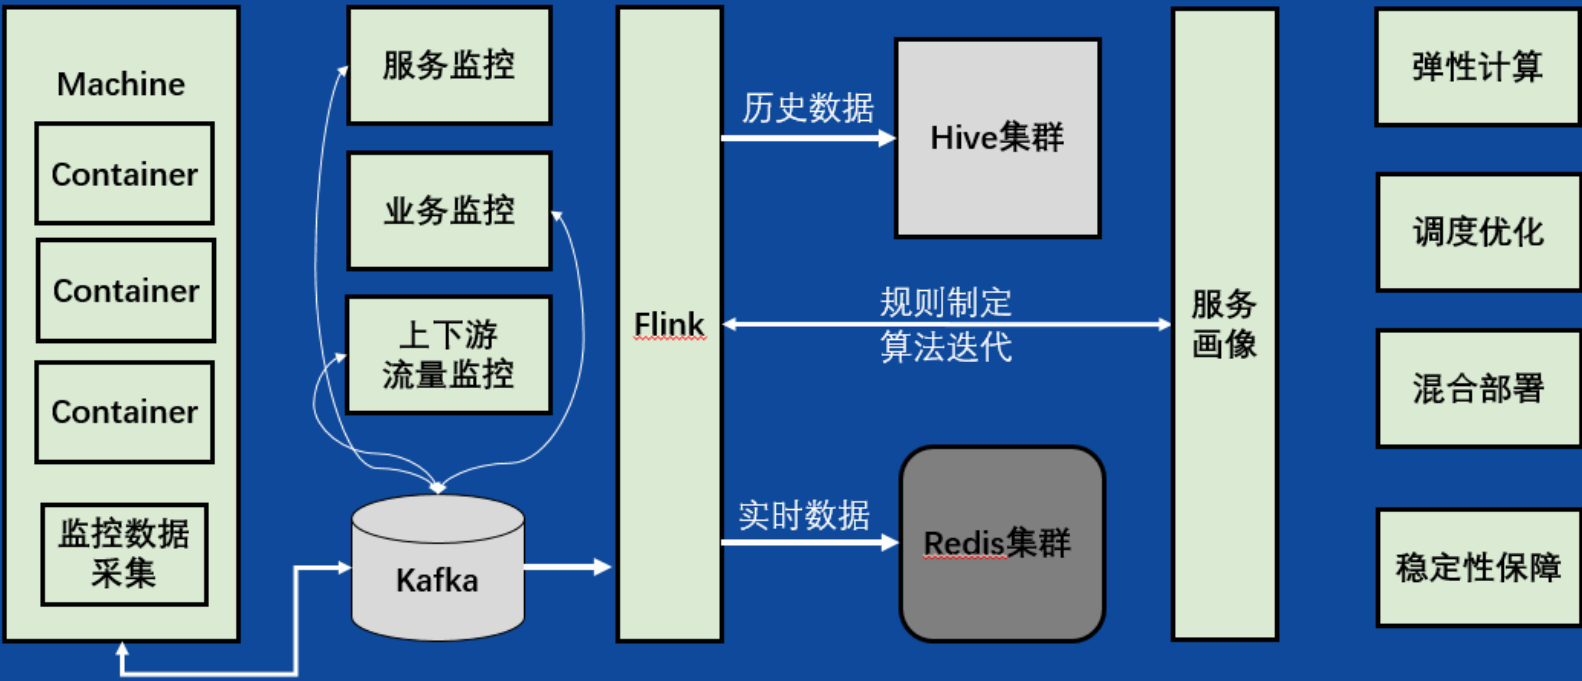 Machine
Container
Container
Container
监控数据
采集
服务监控
业务监控
上下游
流量监控
Kafka
Flink
历史数据
Hive集群
规则制定
算法迭代
实时数据
Redis集群
服务
画像
弹性计算
调度优化
混合部署
稳定性保障